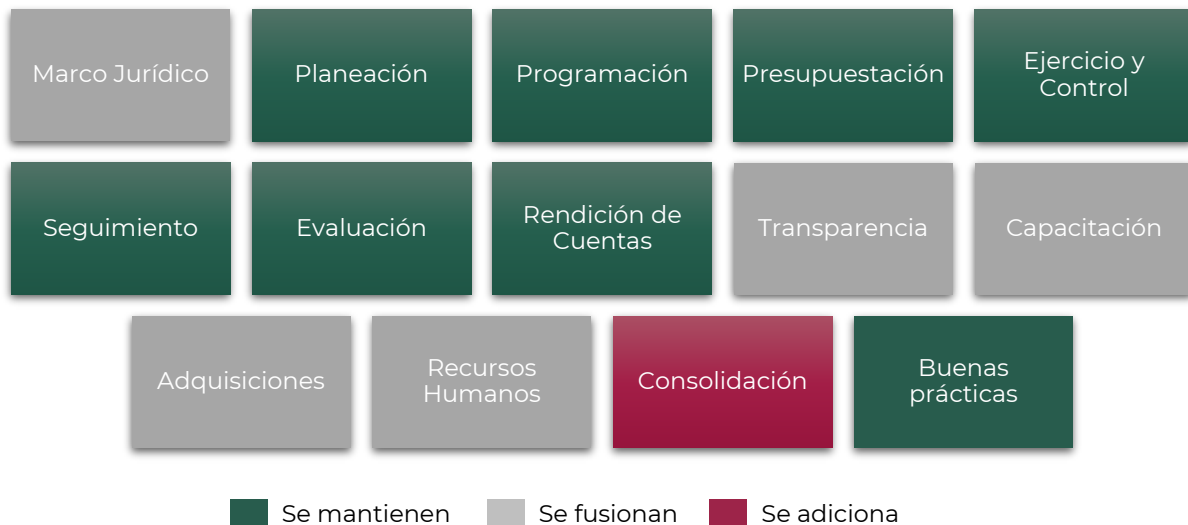 Marco Jurídico
Planeación
Programación
Presupuestación
Ejercicio y
Control
Seguimiento
Evaluación
Rendición de
Cuentas
Transparencia
Capacitación
Adquisiciones
Recursos
Humanos
Consolidación
Buenas
prácticas
Se mantienen
Se fusionan
Se adiciona